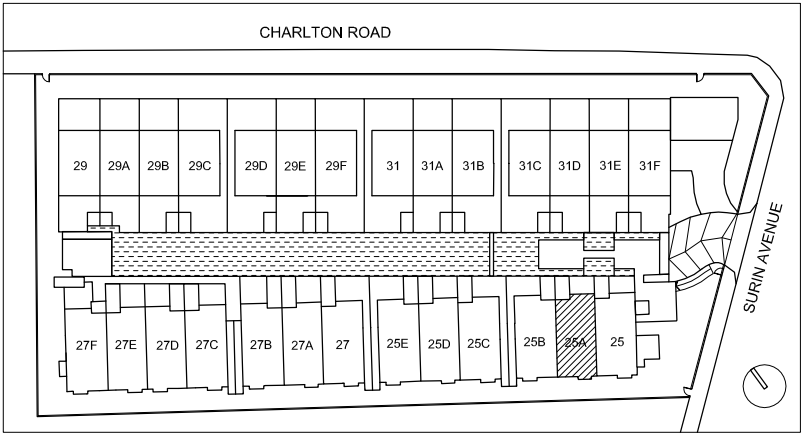 CHARLTON ROAD
29 29A 29B 29C 29D 29E 29F 31 31A 31B 31C 31D 31E 31F
SURIN AVENUE
27F 27E 27D 27C 27B 27A 27 25E 25D 25C 25B 25A 25